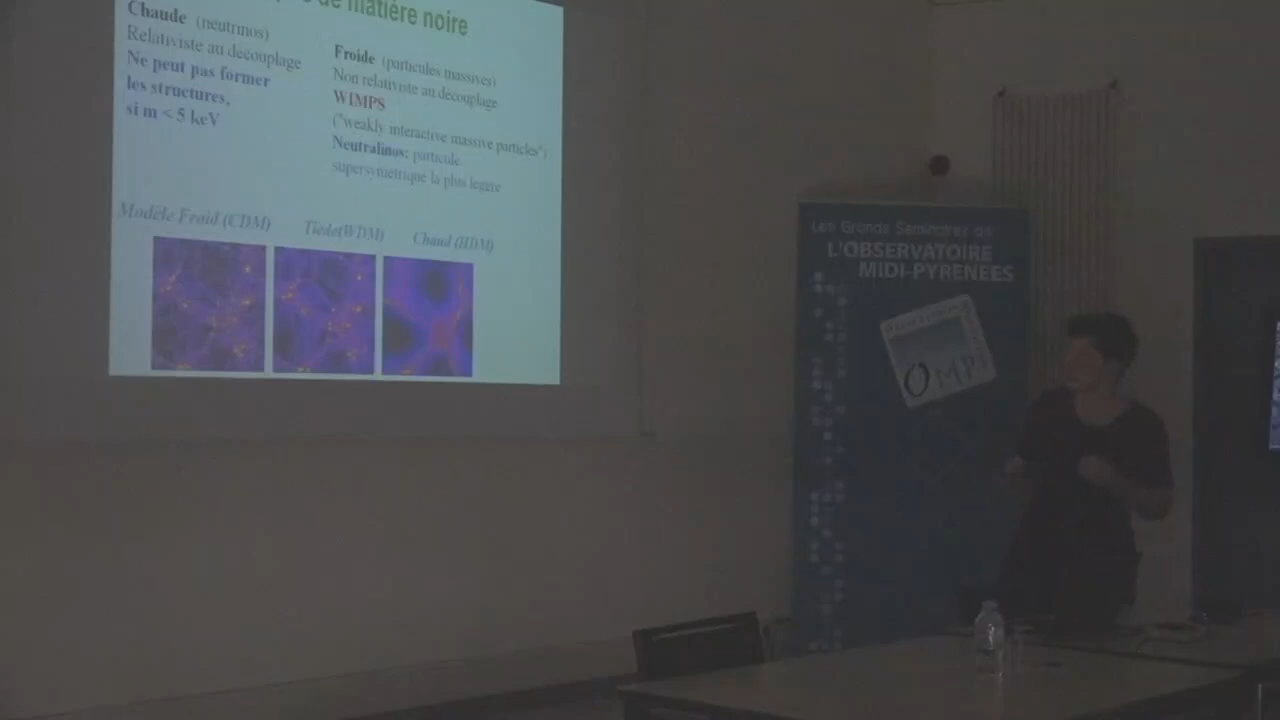 de matière noire
Chaude (neutrinos)
Relativiste au découplage
Ne peut pas former
les structures,
si m < 5 keV
Froide (particules massives)
Non relativiste au découplage
WIMPS
("weakly interactive massive particles")
Neutralinos: particule
supersymetrique la plus legère
Modèle Froid (CDM)
Tiède(WDM)
Chaud (HDM)
Les Grands Séminaires de
L'OBSERVATOIRE
MIDI-PYRENEES
OMP